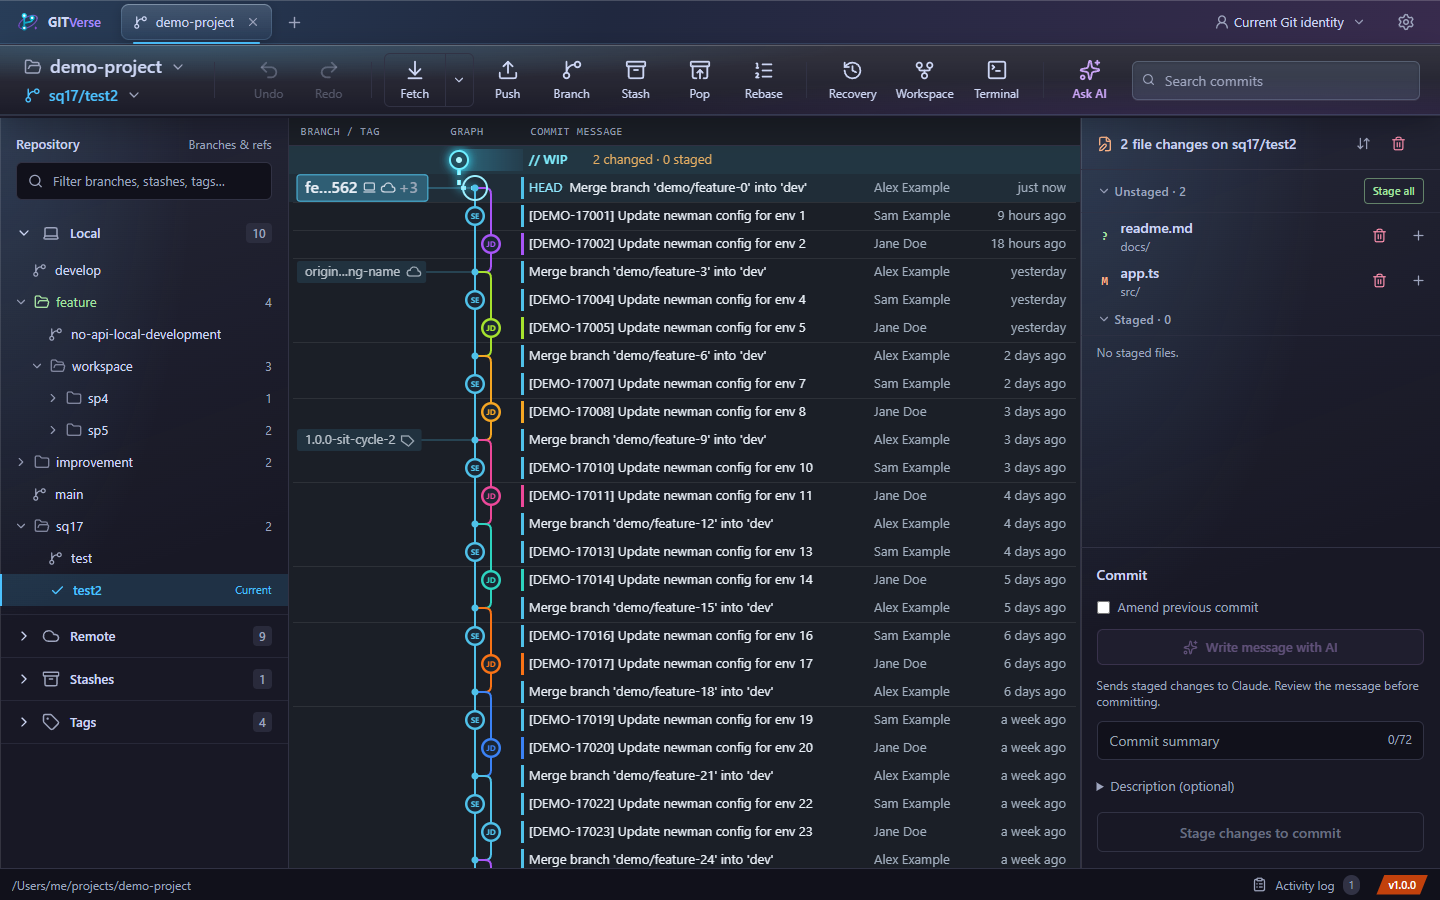 GITVerse
demo-project
Current Git identity
demo-project
sq17/test2
Undo
Redo
Fetch
Push
Branch
Stash
Pop
Rebase
Recovery
Workspace
Terminal
Ask AI
Search commits
Repository
Branches & refs
Filter branches, stashes, tags...
Local
10
develop
feature
4
no-api-local-development
workspace
3
sp4
1
sp5
2
improvement
2
main
sq17
2
test
test2
Current
Remote
9
Stashes
1
Tags
4
BRANCH / TAG
GRAPH
COMMIT MESSAGE
// WIP
2 changed · 0 staged
fe...562
+3
HEAD Merge branch 'demo/feature-0' into 'dev'
Alex Example
just now
SE
[DEMO-17001] Update newman config for env 1
Sam Example
9 hours ago
JD
[DEMO-17002] Update newman config for env 2
Jane Doe
18 hours ago
origin...ng-name
Merge branch 'demo/feature-3' into 'dev'
Alex Example
yesterday
SE
[DEMO-17004] Update newman config for env 4
Sam Example
yesterday
JD
[DEMO-17005] Update newman config for env 5
Jane Doe
yesterday
Merge branch 'demo/feature-6' into 'dev'
Alex Example
2 days ago
SE
[DEMO-17007] Update newman config for env 7
Sam Example
2 days ago
JD
[DEMO-17008] Update newman config for env 8
Jane Doe
3 days ago
1.0.0-sit-cycle-2
Merge branch 'demo/feature-9' into 'dev'
Alex Example
3 days ago
SE
[DEMO-17010] Update newman config for env 10
Sam Example
3 days ago
JD
[DEMO-17011] Update newman config for env 11
Jane Doe
4 days ago
Merge branch 'demo/feature-12' into 'dev'
Alex Example
4 days ago
SE
[DEMO-17013] Update newman config for env 13
Sam Example
4 days ago
JD
[DEMO-17014] Update newman config for env 14
Jane Doe
5 days ago
Merge branch 'demo/feature-15' into 'dev'
Alex Example
5 days ago
SE
[DEMO-17016] Update newman config for env 16
Sam Example
6 days ago
JD
[DEMO-17017] Update newman config for env 17
Jane Doe
6 days ago
Merge branch 'demo/feature-18' into 'dev'
Alex Example
6 days ago
SE
[DEMO-17019] Update newman config for env 19
Sam Example
a week ago
JD
[DEMO-17020] Update newman config for env 20
Jane Doe
a week ago
Merge branch 'demo/feature-21' into 'dev'
Alex Example
a week ago
SE
[DEMO-17022] Update newman config for env 22
Sam Example
a week ago
JD
[DEMO-17023] Update newman config for env 23
Jane Doe
a week ago
Merge branch 'demo/feature-24' into 'dev'
Alex Example
a week ago
2 file changes on sq17/test2
Unstaged · 2
Stage all
? readme.md
docs/
M app.ts
src/
Staged · 0
No staged files.
Commit
Amend previous commit
Write message with AI
Sends staged changes to Claude. Review the message before
committing.
Commit summary
0/72
Description (optional)
Stage changes to commit
/Users/me/projects/demo-project
Activity log
1
v1.0.0